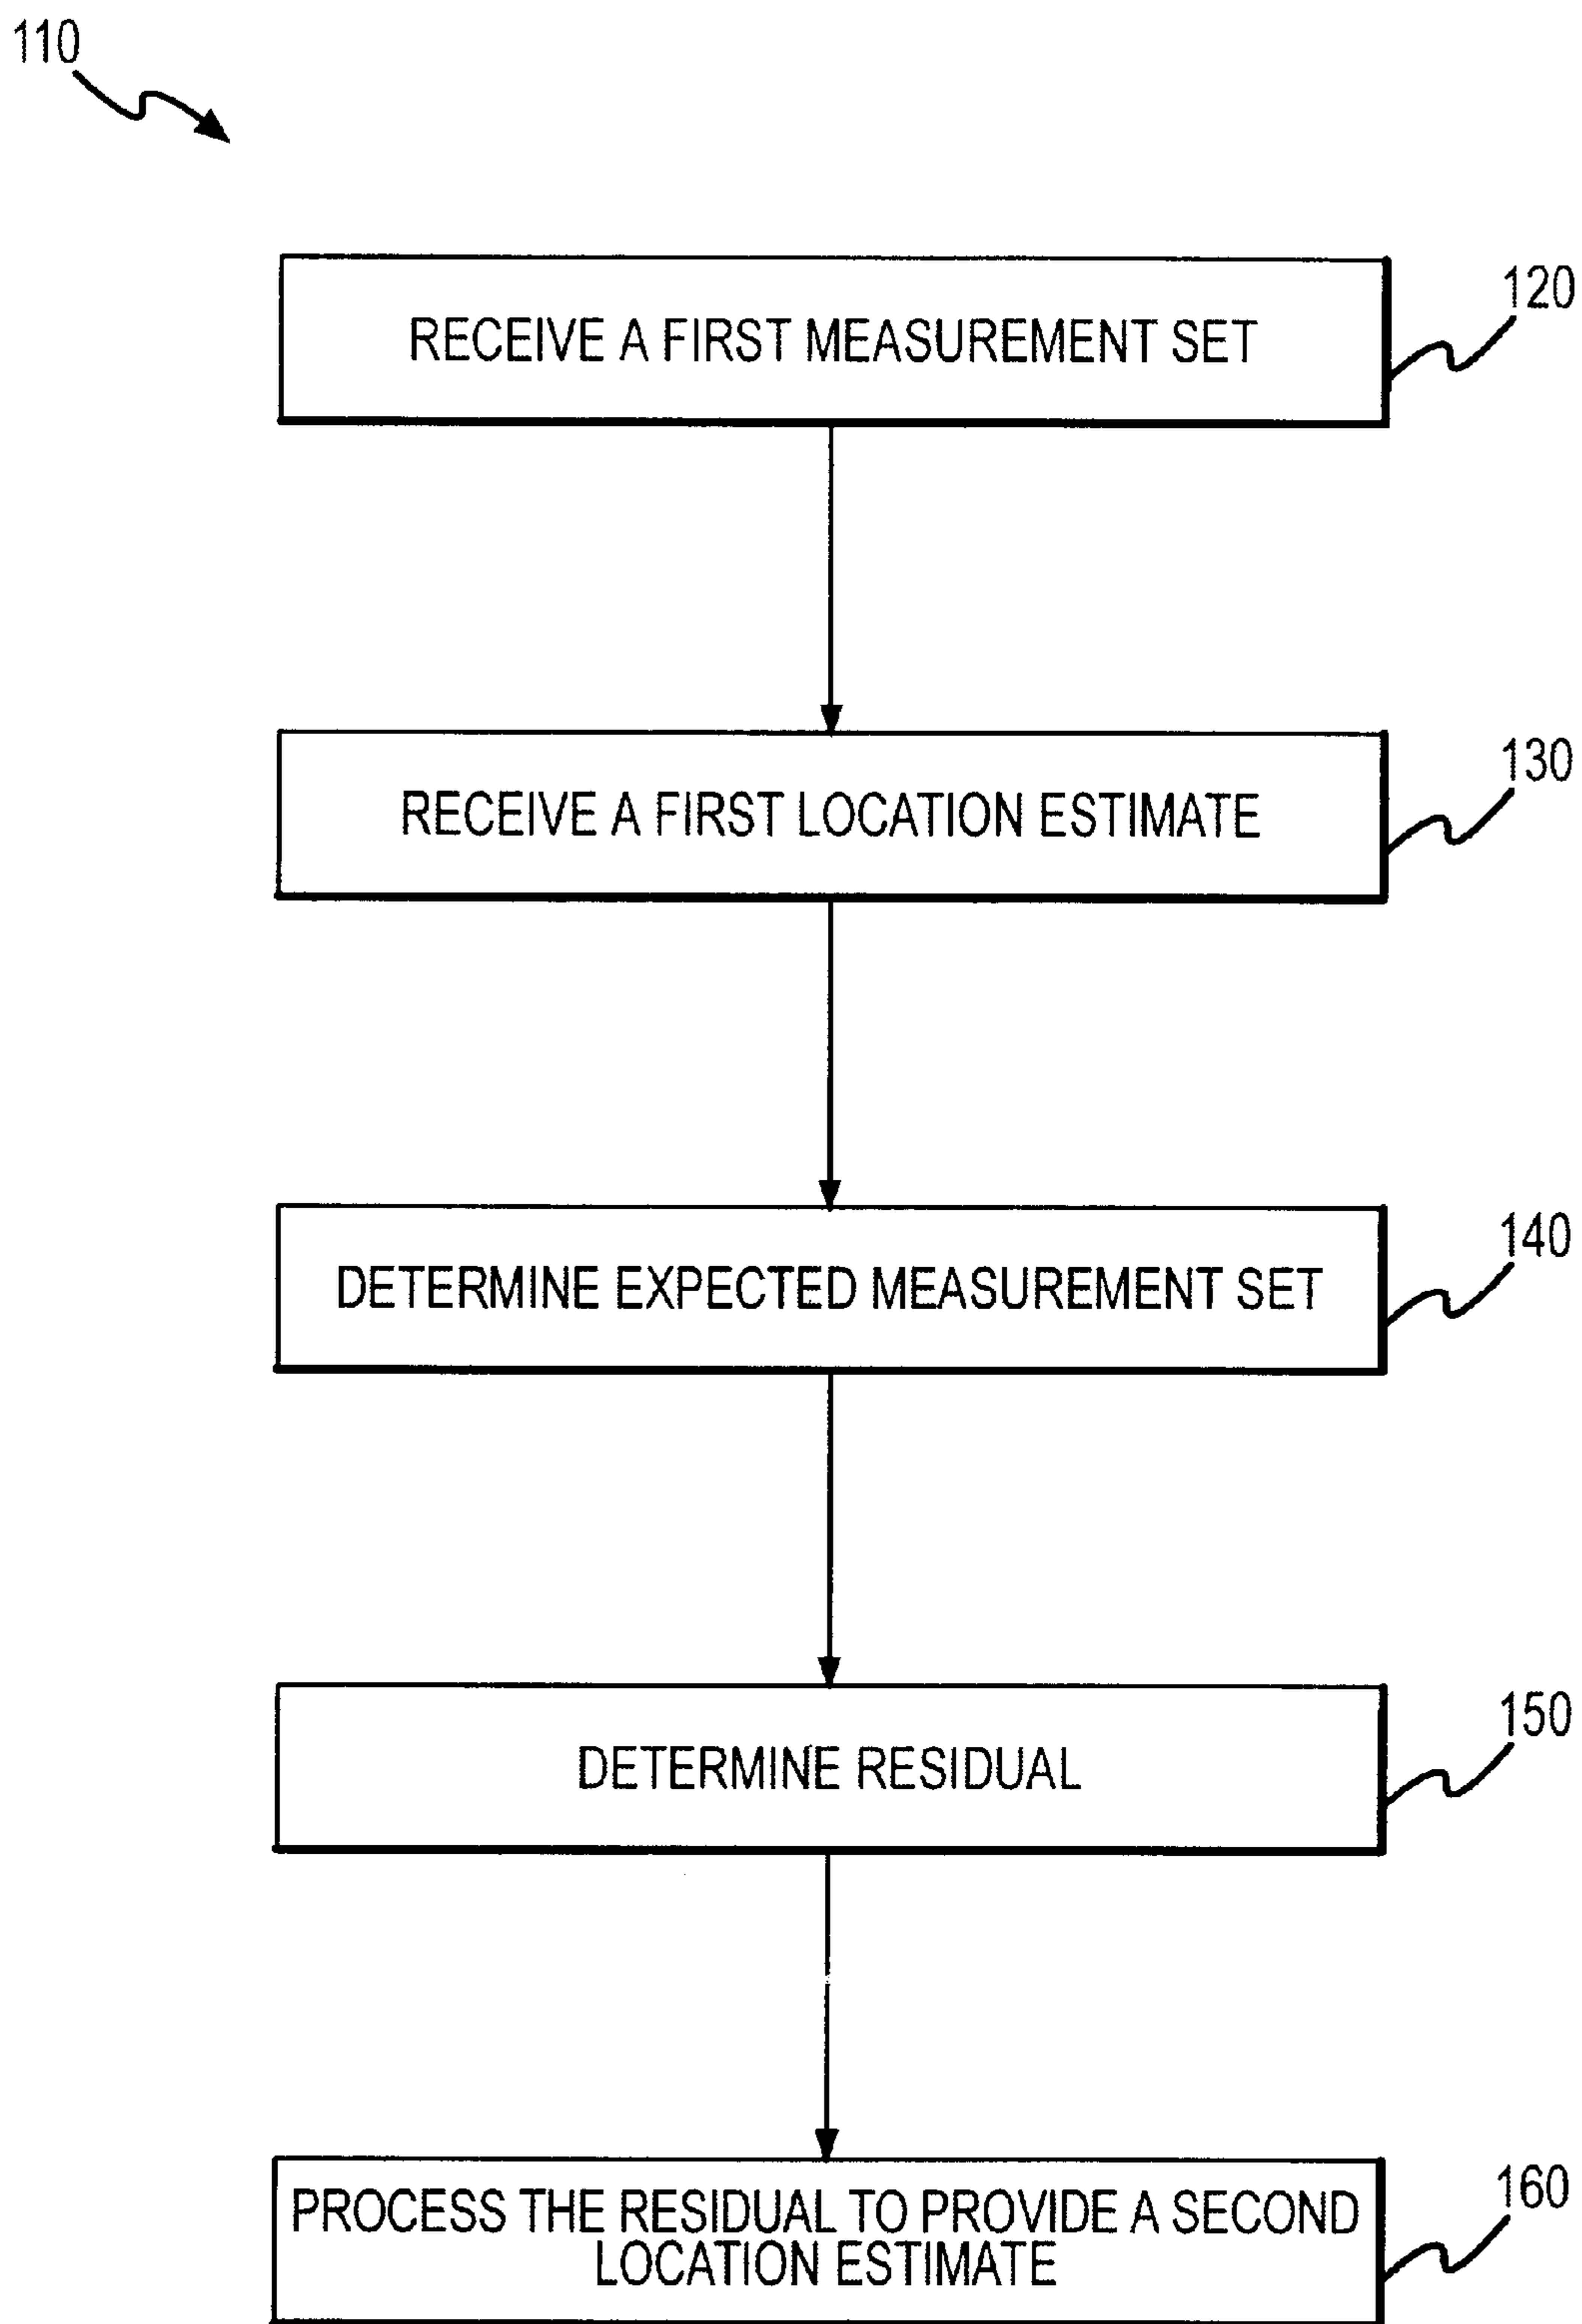 110
RECEIVE A FIRST MEASUREMENT SET
120
RECEIVE A FIRST LOCATION ESTIMATE
130
DETERMINE EXPECTED MEASUREMENT SET
140
DETERMINE RESIDUAL
150
PROCESS THE RESIDUAL TO PROVIDE A SECOND
LOCATION ESTIMATE
160